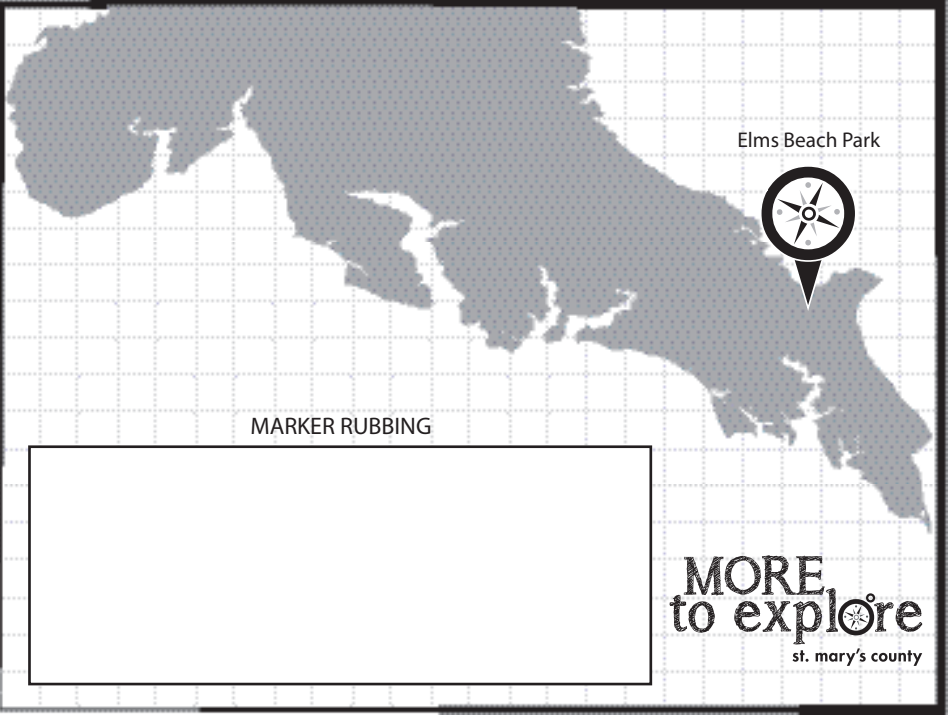 Elms Beach Park
MARKER RUBBING
MORE
to explore
st. mary's county